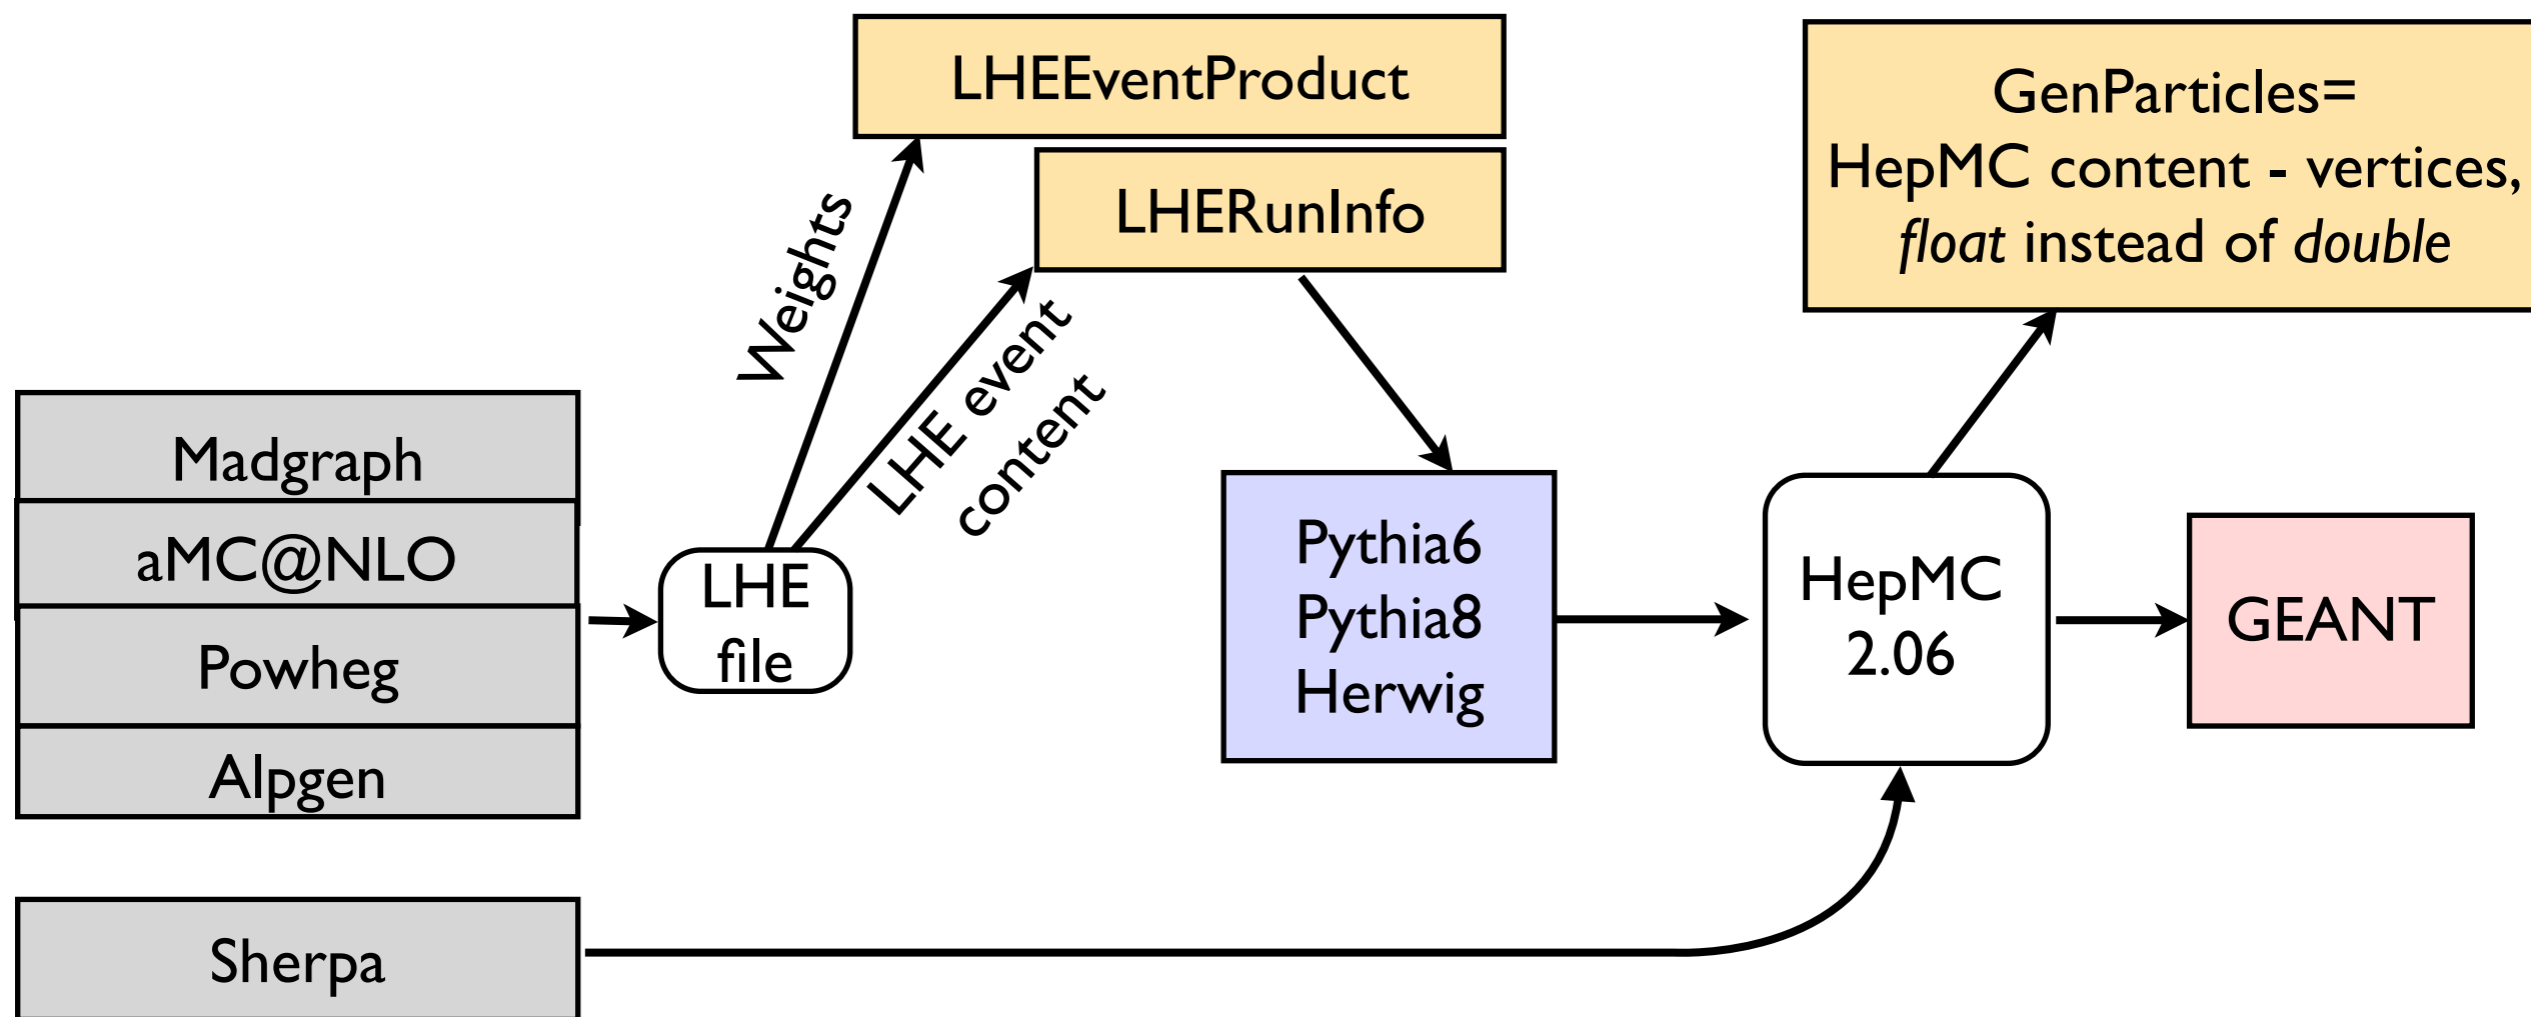 LHEEventProduct
LHERunInfo
GenParticles=
HepMC content - vertices,
float instead of double
Weights
LHE event
content
Madgraph
aMC@NLO
Powheg
Alpgen
LHE
file
Pythia6
Pythia8
Herwig
HepMC
2.06
GEANT
Sherpa